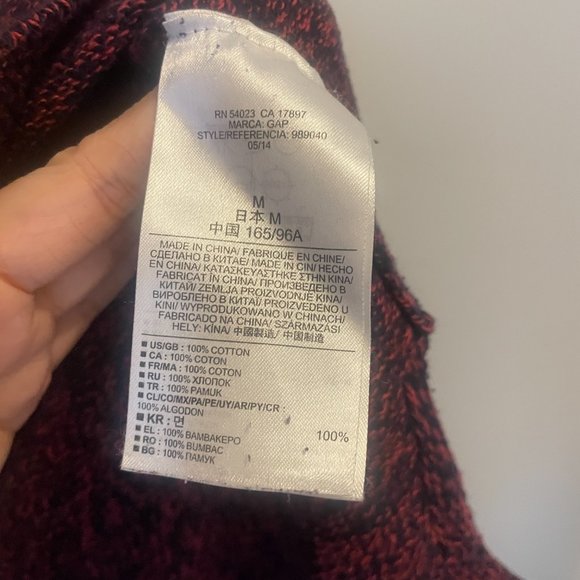 RN 54023 CA 17897
MARCA: GAP
STYLE/REFERENCIA: 989040
05/14
M
日本 M
中国 165/96A
MADE IN CHINA/ FABRIQUE EN CHINE/
СДЕЛАНО В КИТАЕ/ MADE IN CIN/ HECHO
EN CHINA/ ΚΑΤΑΣΚΕΥΑΣΤΗΚΕ ΣΤΗΝ ΚΙΝΑ/
FABRICAT ÎN CHINA/ ПРОИЗВЕДЕНО В
КИТАЙ/ ZEMLJA PROIZVODNJE KINA/
ВИРОБЛЕНО В КИТАЇ/ PROIZVEDENO U
KINI/ WYPRODUKOWANO W CHINACH/
FABRICADO NA CHINA/ SZÁRMAZÁSI
HELY: KÍNA/ 中國製造/ 中国制造
US/GB : 100% COTTON
CA : 100% COTON
FR/MA : 100% COTON
RU : 100% ХЛОПОК
TR : 100% PAMUK
CL/CO/MX/PA/PE/UY/AR/PY/CR :
100% ALGODON
KR : 면 100%
EL : 100% ΒΑΜΒΑΚΕΡΟ
RO : 100% BUMBAC
BG : 100% ПАМУК